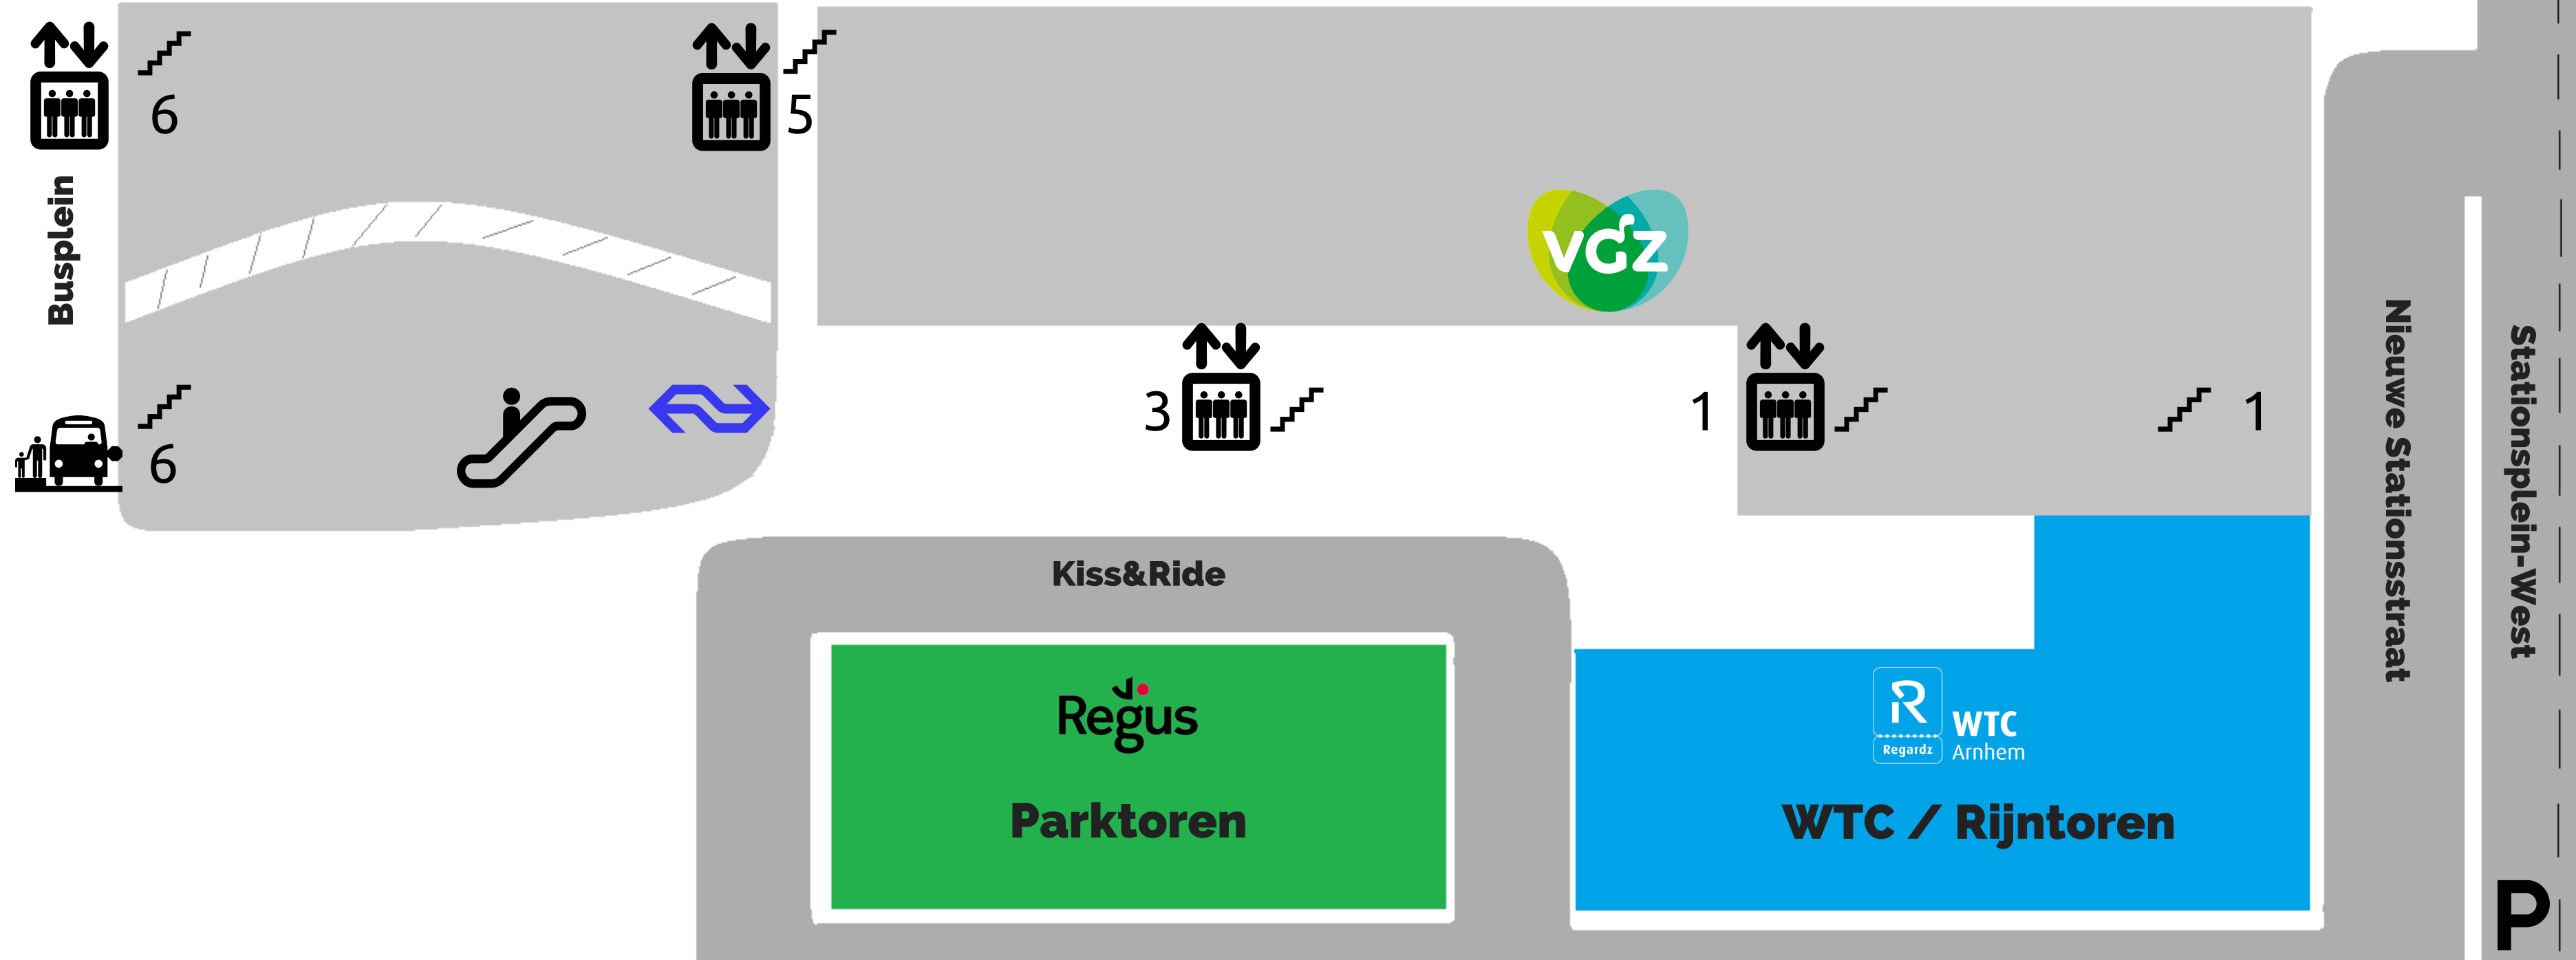 6
5
Busplein
vGz
3
1
1
6
Nieuwe Stationsstraat
Stationsplein-West
Kiss&Ride
Regus
Parktoren
R
Regardz
WTC
Arnhem
WTC / Rijntoren
P